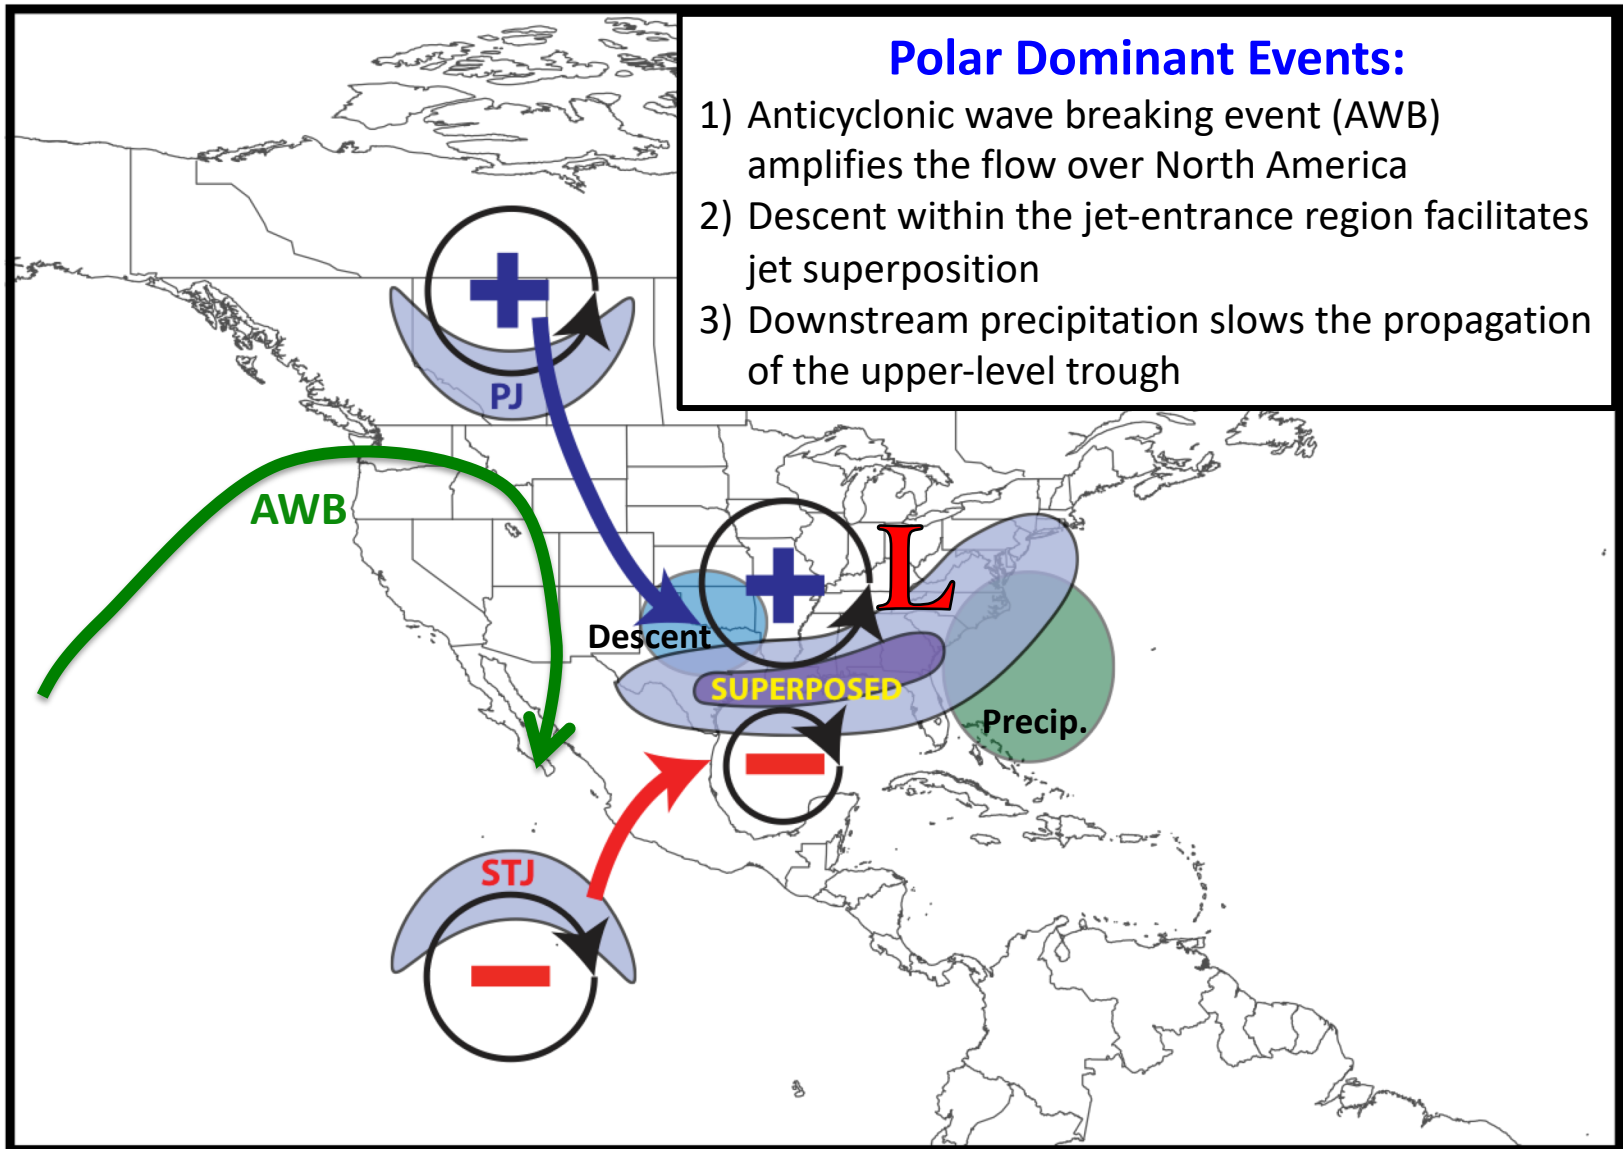 Polar Dominant Events:
1) Anticyclonic wave breaking event (AWB)
amplifies the flow over North America
2) Descent within the jet-entrance region facilitates
jet superposition
3) Downstream precipitation slows the propagation
of the upper-level trough
PJ
AWB
L
Descent
SUPERPOSED
Precip.
STJ